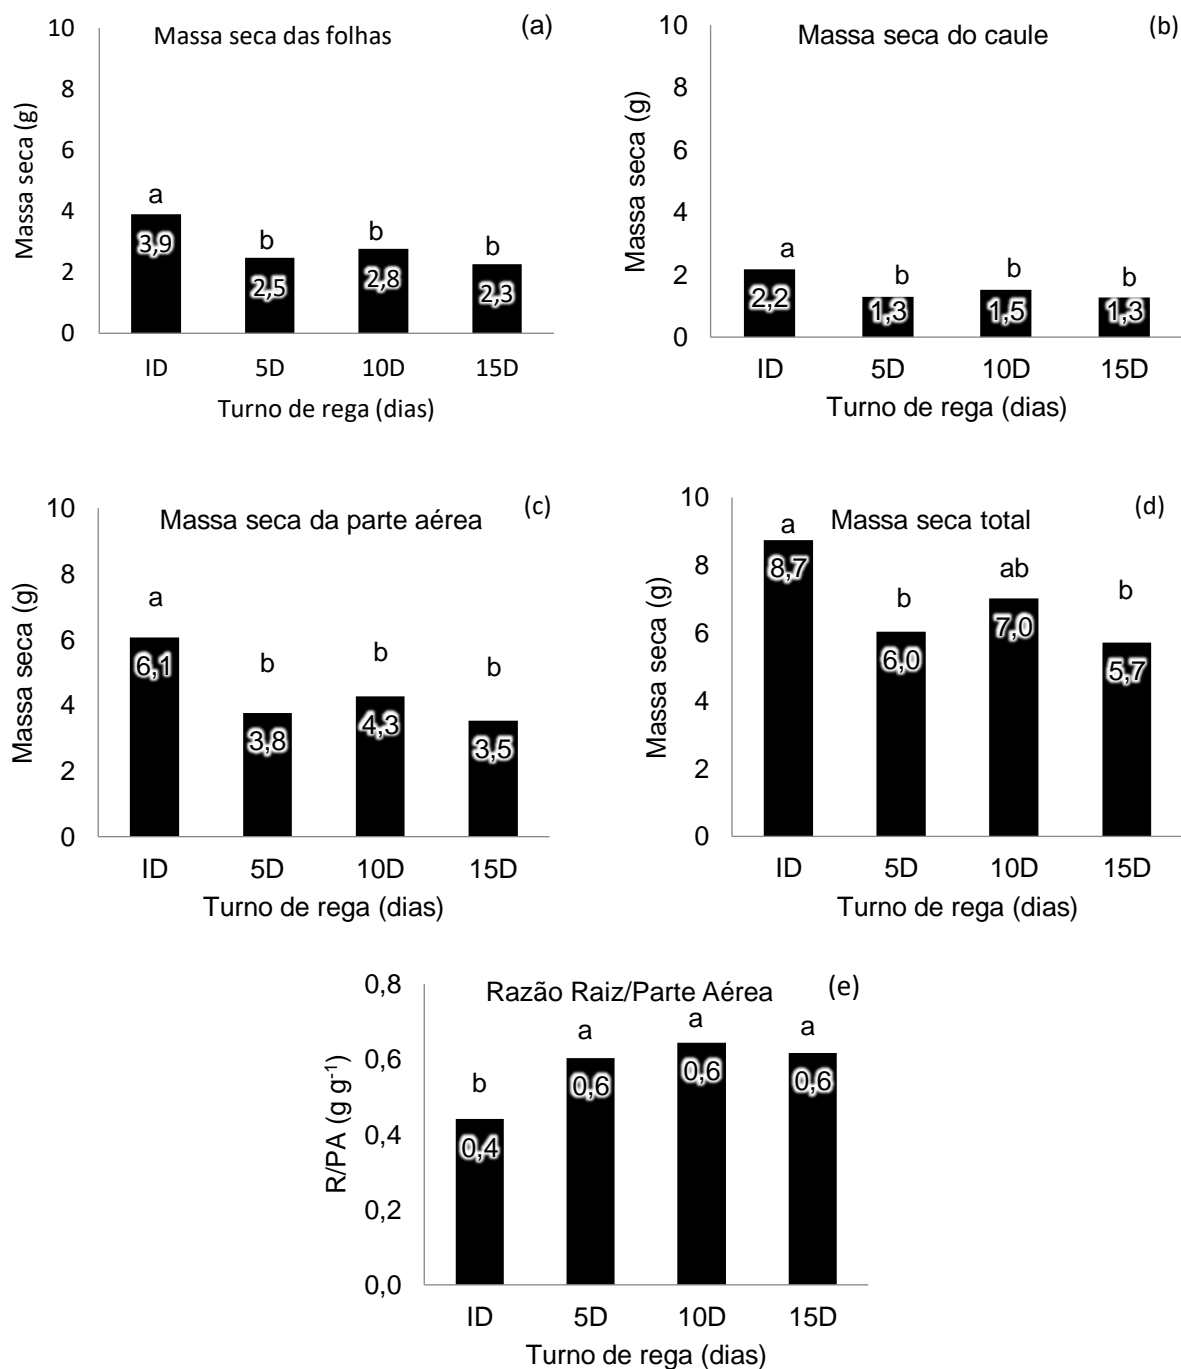 Massa seca das folhas
(a)
Massa seca (g)
10
8
6
4
2
0
a
b
b
b
3,9
2,5
2,8
2,3
ID 5D 10D 15D
Turno de rega (dias)
Massa seca do caule
(b)
Massa seca (g)
10
8
6
4
2
0
a
b
b
b
2,2
1,3
1,5
1,3
ID 5D 10D 15D
Turno de rega (dias)
Massa seca da parte aérea
(c)
Massa seca (g)
10
8
6
4
2
0
a
b
b
b
6,1
3,8
4,3
3,5
ID 5D 10D 15D
Turno de rega (dias)
Massa seca total
(d)
Massa seca (g)
10
8
6
4
2
0
a
b
ab
b
8,7
6,0
7,0
5,7
ID 5D 10D 15D
Turno de rega (dias)
Razão Raiz/Parte Aérea
(e)
R/PA (g g⁻¹)
0,8
0,6
0,4
0,2
0,0
b
a
a
a
0,4
0,6
0,6
0,6
ID 5D 10D 15D
Turno de rega (dias)